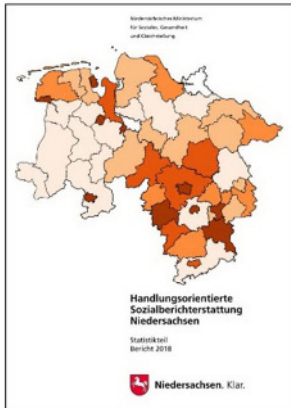 Niedersächsisches Ministerium
für Soziales, Gesundheit
und Gleichstellung
Handlungsorientierte
Sozialberichterstattung
Niedersachsen
Statistikteil
Bericht 2018
Niedersachsen. Klar.